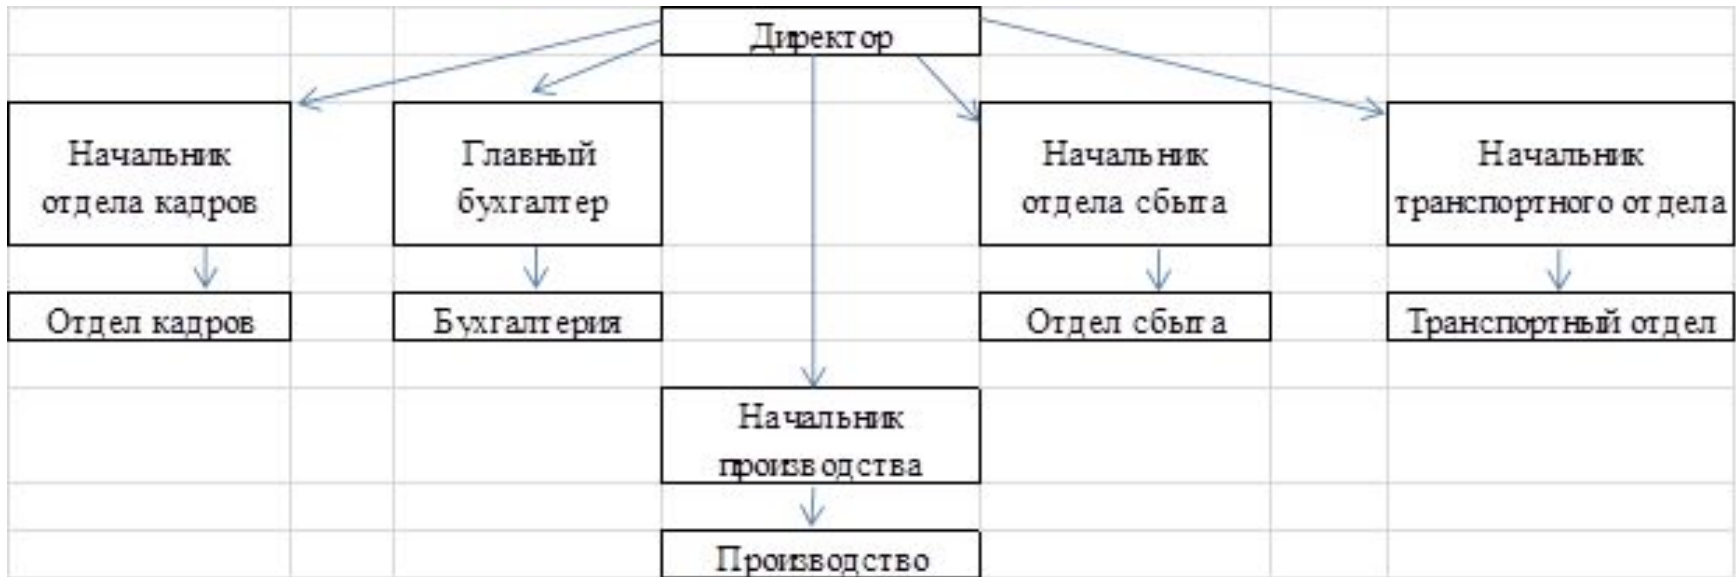 Директор
Начальник
отдела кадров
Главный
бухгалтер
Начальник
отдела сбыта
Начальник
транспортного отдела
Отдел кадров
Бухгалтерия
Отдел сбыта
Транспортный отдел
Начальник
производства
Производство